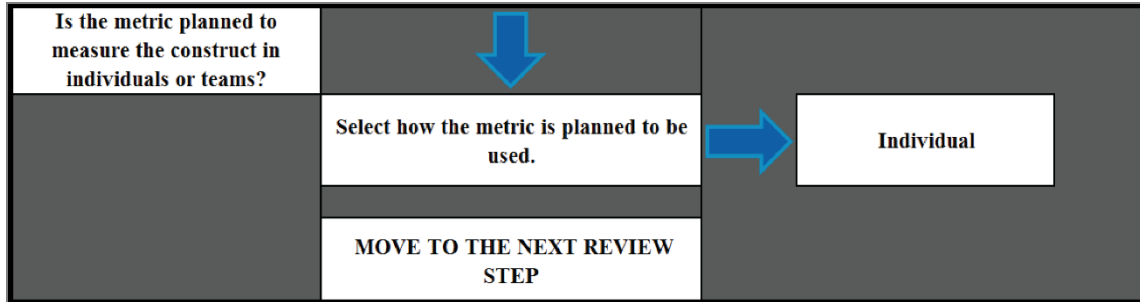 Is the metric planned to
measure the construct in
individuals or teams?
Select how the metric is planned to be
used.
Individual
MOVE TO THE NEXT REVIEW
STEP